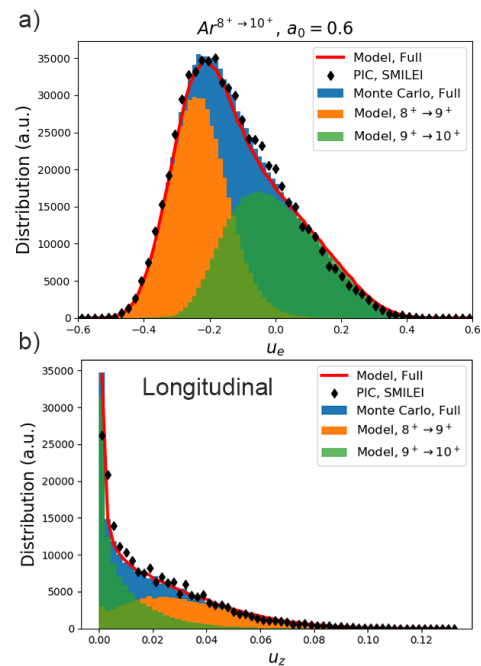 a)
Ar⁸⁺→¹⁰⁺, a₀ = 0.6
35000
30000
25000
20000
15000
10000
5000
0
Distribution (a.u.)
Model, Full
PIC, SMILEI
Monte Carlo, Full
Model, 8⁺→9⁺
Model, 9⁺→10⁺
−0.6 −0.4 −0.2 0.0 0.2 0.4 0.6
uₑ
b)
Longitudinal
35000
30000
25000
20000
15000
10000
5000
0
Distribution (a.u.)
Model, Full
PIC, SMILEI
Monte Carlo, Full
Model, 8⁺→9⁺
Model, 9⁺→10⁺
0.00 0.02 0.04 0.06 0.08 0.10 0.12
u_z